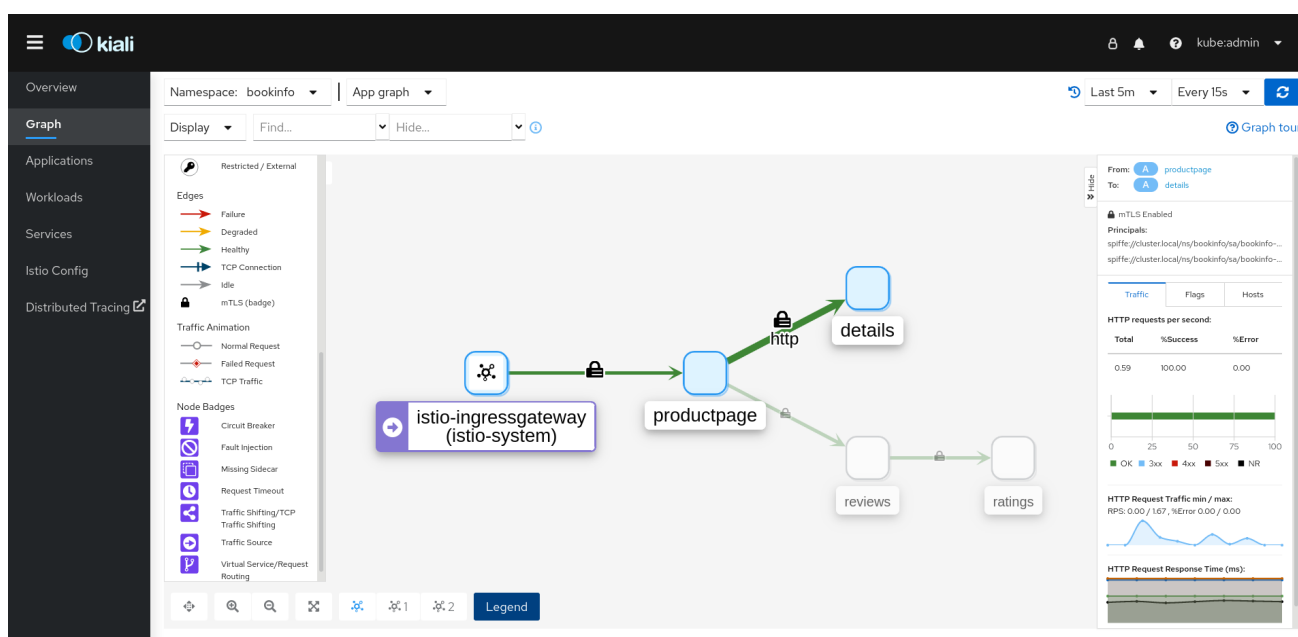 kiali
kube:admin
Overview
Graph
Applications
Workloads
Services
Istio Config
Distributed Tracing
Namespace: bookinfo
App graph
Last 5m
Every 15s
Display
Find...
Hide...
Graph tou
Restricted / External
Edges
Failure
Degraded
Healthy
TCP Connection
Idle
mTLS (badge)
Traffic Animation
Normal Request
Failed Request
TCP Traffic
Node Badges
Circuit Breaker
Fault Injection
Missing Sidecar
Request Timeout
Traffic Shifting/TCP
Traffic Shifting
Traffic Source
Virtual Service/Request
Routing
1
2
Legend
http
details
istio-ingressgateway
(istio-system)
productpage
reviews
ratings
Hide
From: A productpage
To: A details
mTLS Enabled
Principals:
spiffe://cluster.local/ns/bookinfo/sa/bookinfo-...
spiffe://cluster.local/ns/bookinfo/sa/bookinfo-...
Traffic Flags Hosts
HTTP requests per second:
Total %Success %Error
0.59 100.00 0.00
0 25 50 75 100
OK 3xx 4xx 5xx NR
HTTP Request Traffic min / max:
RPS: 0.00 / 1.67 , %Error 0.00 / 0.00
HTTP Request Response Time (ms):